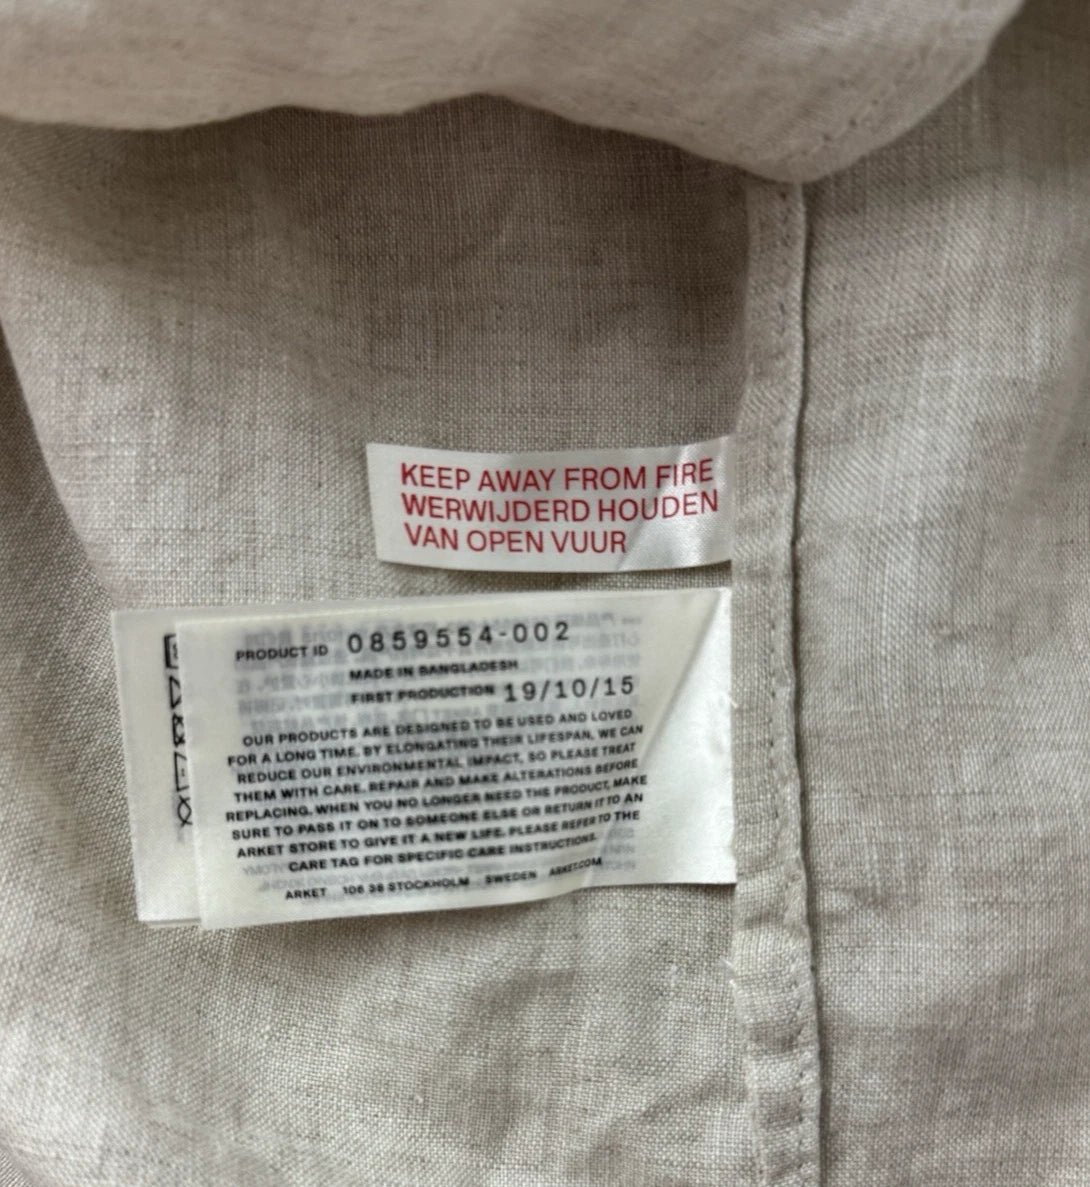 KEEP AWAY FROM FIRE
WERWIJDERD HOUDEN
VAN OPEN VUUR
PRODUCT ID 0859554-002
MADE IN BANGLADESH
FIRST PRODUCTION 19/10/15
OUR PRODUCTS ARE DESIGNED TO BE USED AND LOVED
FOR A LONG TIME. BY ELONGATING THEIR LIFESPAN, WE CAN
REDUCE OUR ENVIRONMENTAL IMPACT, SO PLEASE TREAT
THEM WITH CARE. REPAIR AND MAKE ALTERATIONS BEFORE
REPLACING. WHEN YOU NO LONGER NEED THE PRODUCT, MAKE
SURE TO PASS IT ON TO SOMEONE ELSE OR RETURN IT TO AN
ARKET STORE TO GIVE IT A NEW LIFE. PLEASE REFER TO THE
CARE TAG FOR SPECIFIC CARE INSTRUCTIONS.
ARKET 106 38 STOCKHOLM SWEDEN ARKET.COM